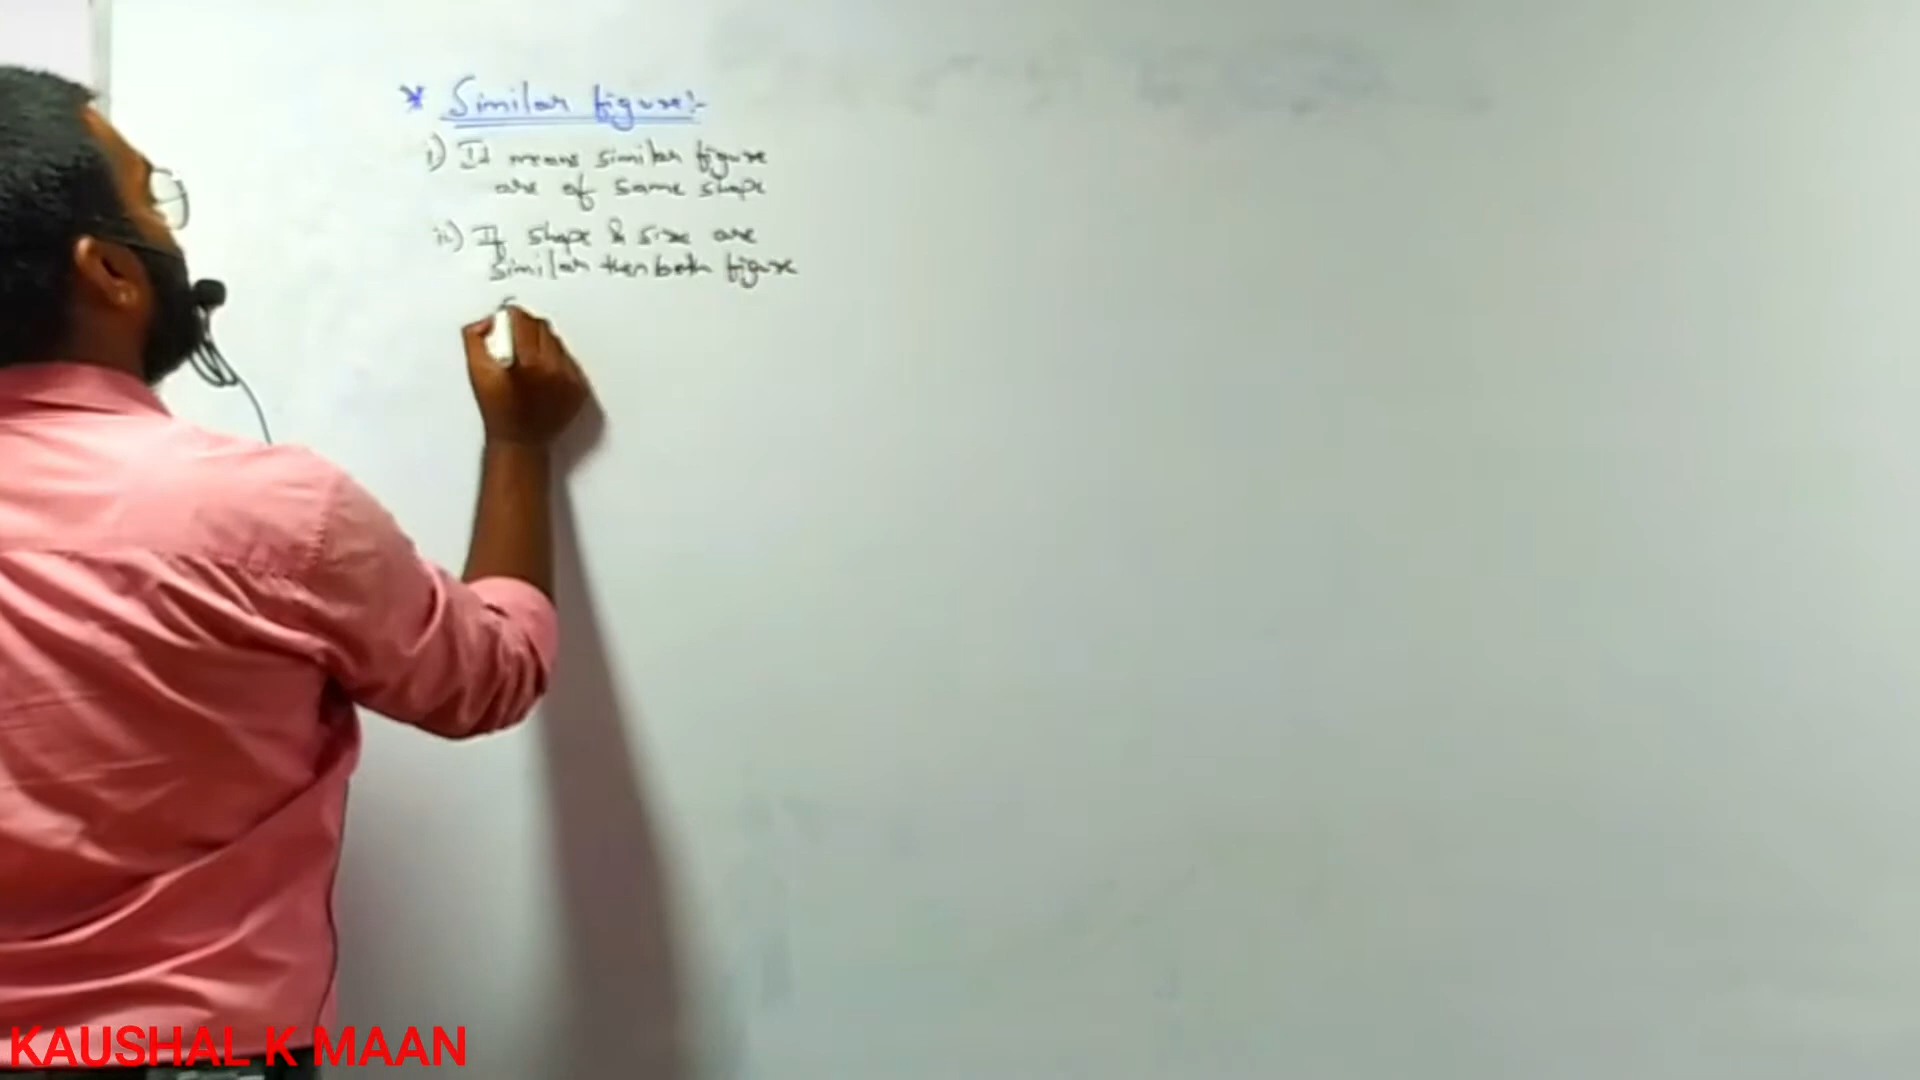 * Similar figure:-
i) It means similar figure
are of same shape
ii) If shape & size are
similar then both figure
KAUSHAL K MAAN